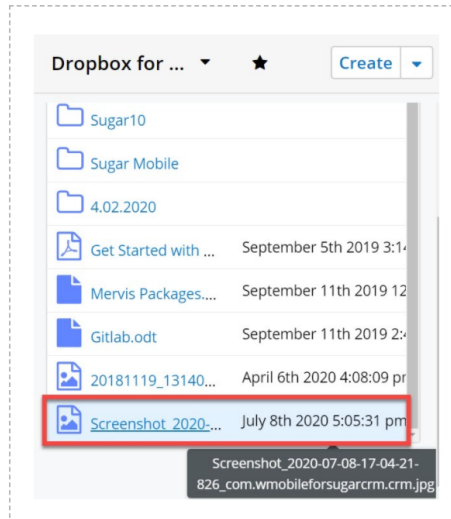 Dropbox for ... Create
Sugar10
Sugar Mobile
4.02.2020
Get Started with ... September 5th 2019 3:14
Mervis Packages.... September 11th 2019 12
Gitlab.odt September 11th 2019 2:4
20181119_13140... April 6th 2020 4:08:09 pm
Screenshot_2020-... July 8th 2020 5:05:31 pm
Screenshot_2020-07-08-17-04-21-
826_com.wmobileforsugarcrm.crm.jpg